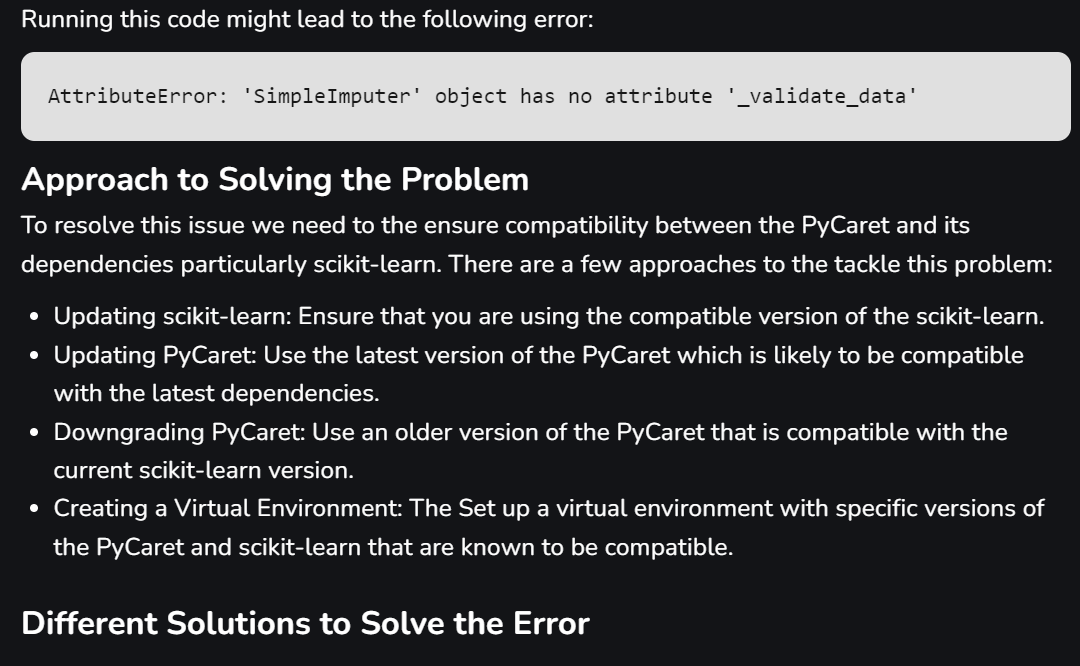 Running this code might lead to the following error:
AttributeError: 'SimpleImputer' object has no attribute '_validate_data'
Approach to Solving the Problem
To resolve this issue we need to the ensure compatibility between the PyCaret and its
dependencies particularly scikit-learn. There are a few approaches to the tackle this problem:
• Updating scikit-learn: Ensure that you are using the compatible version of the scikit-learn.
• Updating PyCaret: Use the latest version of the PyCaret which is likely to be compatible
with the latest dependencies.
• Downgrading PyCaret: Use an older version of the PyCaret that is compatible with the
current scikit-learn version.
• Creating a Virtual Environment: The Set up a virtual environment with specific versions of
the PyCaret and scikit-learn that are known to be compatible.
Different Solutions to Solve the Error